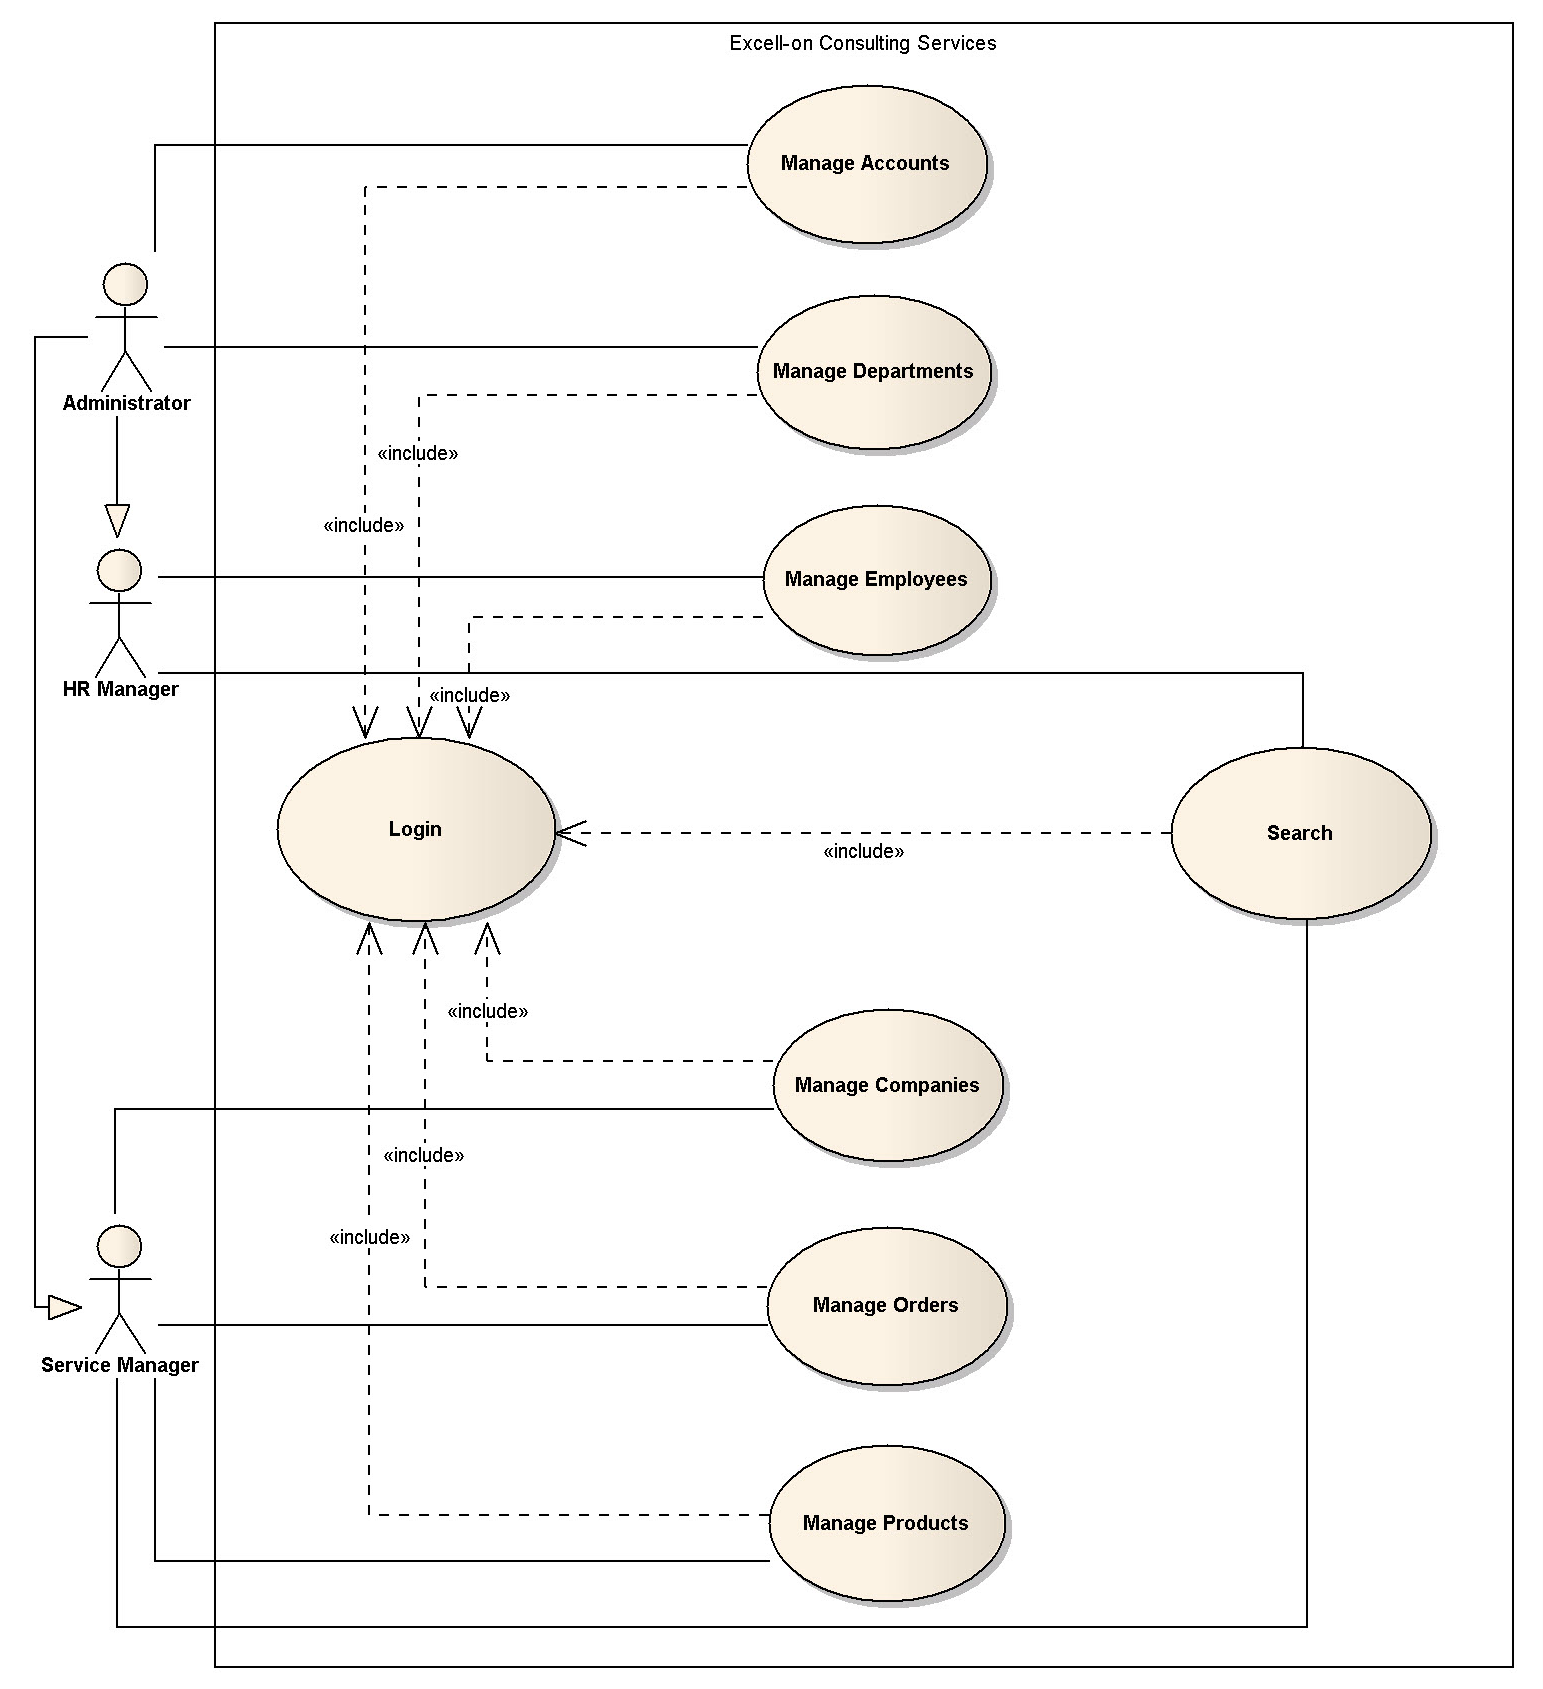 Excell-on Consulting Services
Manage Accounts
Manage Departments
Administrator
«include»
«include»
Manage Employees
HR Manager
«include»
Login
Search
«include»
«include»
Manage Companies
«include»
«include»
Manage Orders
Service Manager
Manage Products